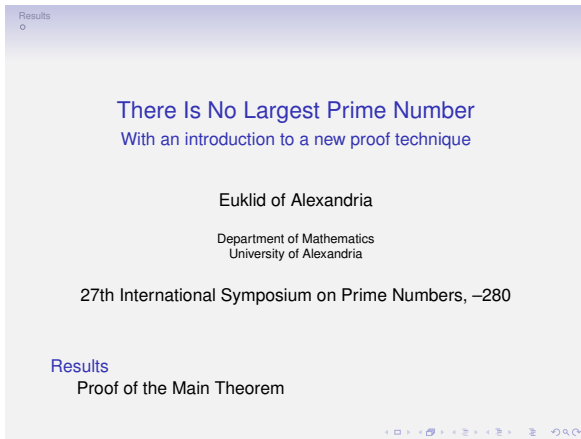 Results
There Is No Largest Prime Number
With an introduction to a new proof technique
Euklid of Alexandria
Department of Mathematics
University of Alexandria
27th International Symposium on Prime Numbers, –280
Results
Proof of the Main Theorem